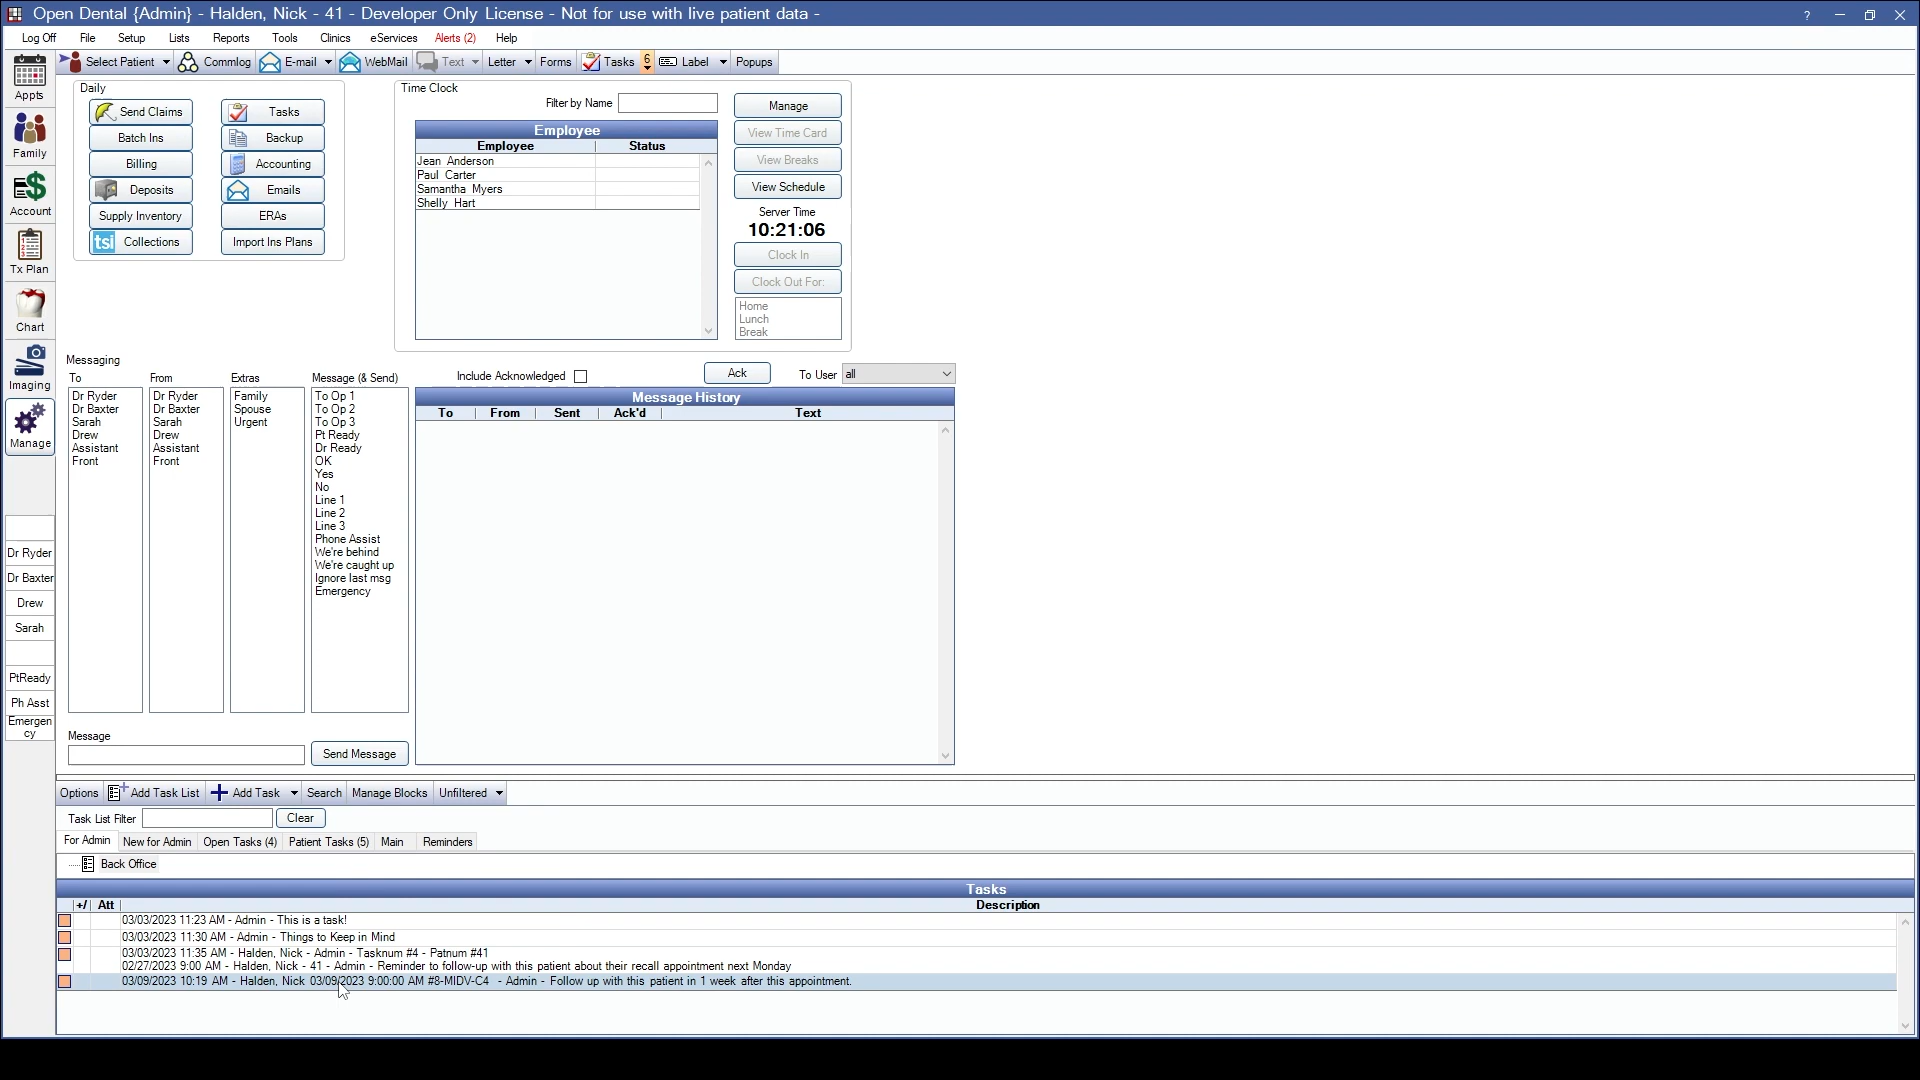 Open Dental {Admin} - Halden, Nick - 41 - Developer Only License - Not for use with live patient data -
?
Log Off File Setup Lists Reports Tools Clinics eServices Alerts (2) Help
Select Patient Commlog E-mail WebMail Text Letter Forms Tasks 6 Label Popups
Appts
Family
Account
Tx Plan
Chart
Imaging
Manage
Dr Ryder
Dr Baxter
Drew
Sarah
PtReady
Ph Asst
Emergen
cy
Daily
Send Claims
Batch Ins
Billing
Deposits
Supply Inventory
tsi Collections
Tasks
Backup
Accounting
Emails
ERAs
Import Ins Plans
Time Clock
Filter by Name
Employee
Employee Status
Jean Anderson
Paul Carter
Samantha Myers
Shelly Hart
Manage
View Time Card
View Breaks
View Schedule
Server Time
10:21:06
Clock In
Clock Out For:
Home
Lunch
Break
Messaging
To
Dr Ryder
Dr Baxter
Sarah
Drew
Assistant
Front
From
Dr Ryder
Dr Baxter
Sarah
Drew
Assistant
Front
Extras
Family
Spouse
Urgent
Message (& Send)
To Op 1
To Op 2
To Op 3
Pt Ready
Dr Ready
OK
Yes
No
Line 1
Line 2
Line 3
Phone Assist
We're behind
We're caught up
Ignore last msg
Emergency
Include Acknowledged
Ack
To User all
Message History
To From Sent Ack'd Text
Message
Send Message
Options Add Task List Add Task Search Manage Blocks Unfiltered
Task List Filter Clear
For Admin New for Admin Open Tasks (4) Patient Tasks (5) Main Reminders
Back Office
Tasks
+/ Att Description
03/03/2023 11:23 AM - Admin - This is a task!
03/03/2023 11:30 AM - Admin - Things to Keep in Mind
03/03/2023 11:35 AM - Halden, Nick - Admin - Tasknum #4 - Patnum #41
02/27/2023 9:00 AM - Halden, Nick - 41 - Admin - Reminder to follow-up with this patient about their recall appointment next Monday
03/09/2023 10:19 AM - Halden, Nick 03/09/2023 9:00:00 AM #8-MIDV-C4 - Admin - Follow up with this patient in 1 week after this appointment.